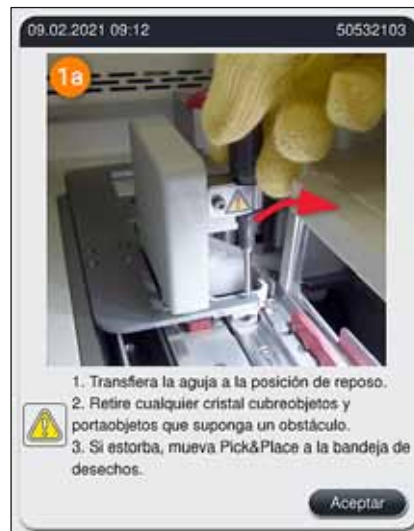 09.02.2021 09:12 50532103
1a
1. Transfiera la aguja a la posición de reposo.
2. Retire cualquier cristal cubreobjetos y
portaobjetos que suponga un obstáculo.
3. Si estorba, mueva Pick&Place a la bandeja de
desechos.
Aceptar